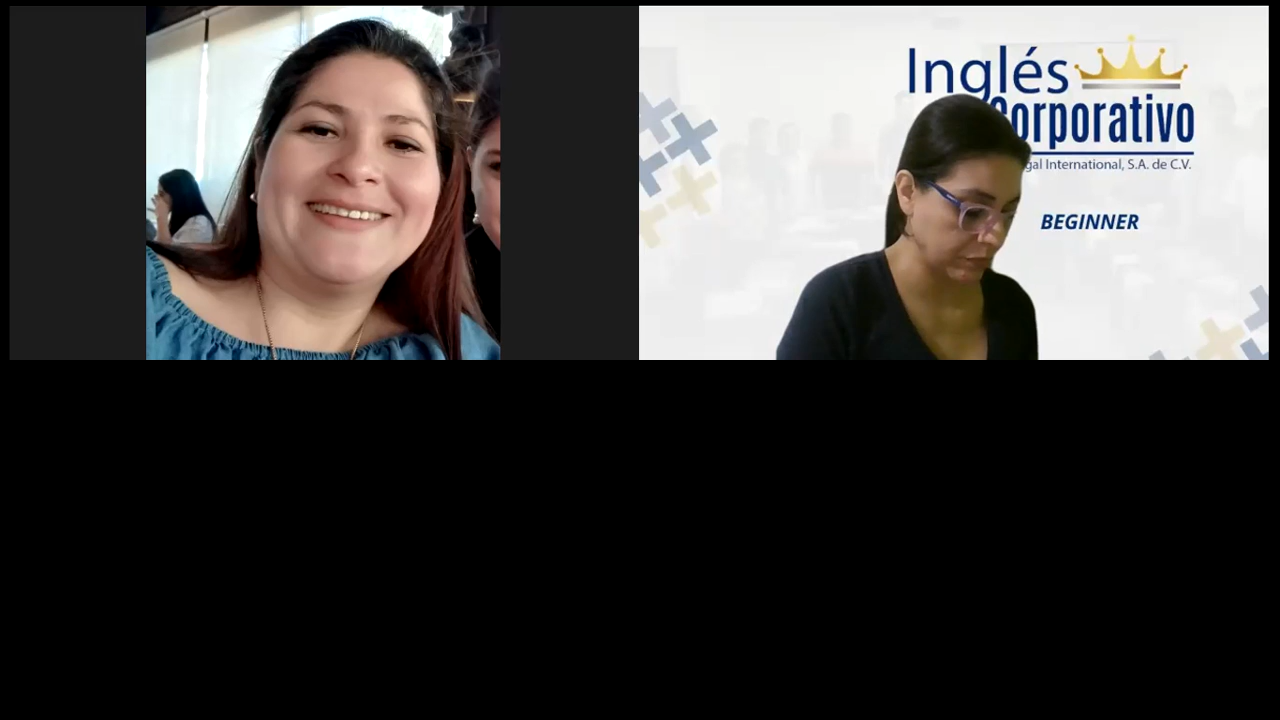 Inglés
Corporativo
gal International, S.A. de C.V.
BEGINNER